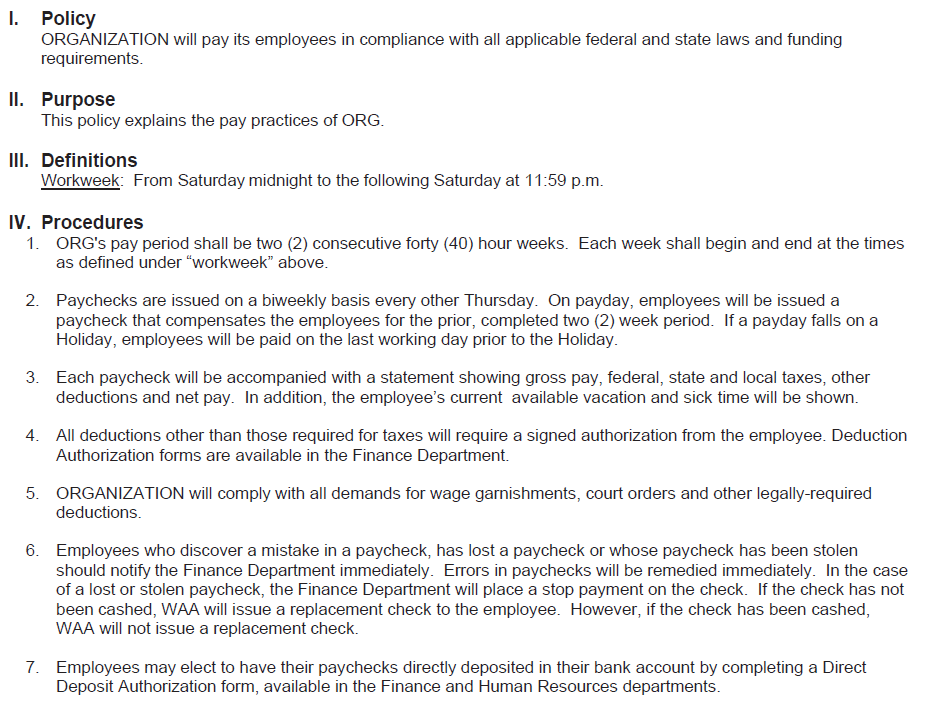 I. Policy
ORGANIZATION will pay its employees in compliance with all applicable federal and state laws and funding
requirements.
II. Purpose
This policy explains the pay practices of ORG.
III. Definitions
Workweek: From Saturday midnight to the following Saturday at 11:59 p.m.
IV. Procedures
1. ORG's pay period shall be two (2) consecutive forty (40) hour weeks. Each week shall begin and end at the times
as defined under “workweek” above.
2. Paychecks are issued on a biweekly basis every other Thursday. On payday, employees will be issued a
paycheck that compensates the employees for the prior, completed two (2) week period. If a payday falls on a
Holiday, employees will be paid on the last working day prior to the Holiday.
3. Each paycheck will be accompanied with a statement showing gross pay, federal, state and local taxes, other
deductions and net pay. In addition, the employee’s current available vacation and sick time will be shown.
4. All deductions other than those required for taxes will require a signed authorization from the employee. Deduction
Authorization forms are available in the Finance Department.
5. ORGANIZATION will comply with all demands for wage garnishments, court orders and other legally-required
deductions.
6. Employees who discover a mistake in a paycheck, has lost a paycheck or whose paycheck has been stolen
should notify the Finance Department immediately. Errors in paychecks will be remedied immediately. In the case
of a lost or stolen paycheck, the Finance Department will place a stop payment on the check. If the check has not
been cashed, WAA will issue a replacement check to the employee. However, if the check has been cashed,
WAA will not issue a replacement check.
7. Employees may elect to have their paychecks directly deposited in their bank account by completing a Direct
Deposit Authorization form, available in the Finance and Human Resources departments.